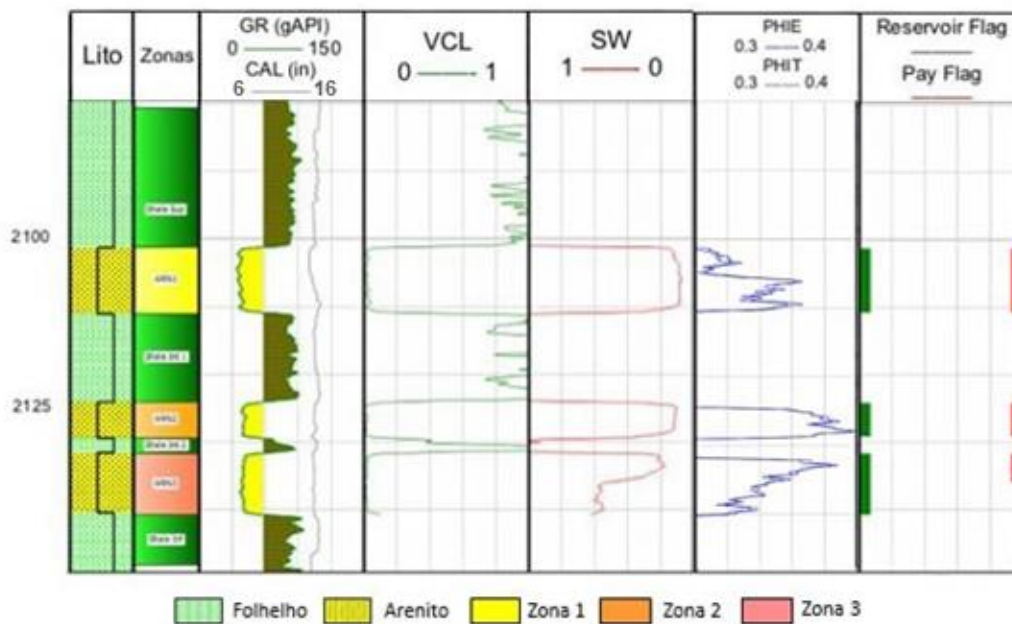 Lito
Zonas
GR (gAPI)
0 150
CAL (in)
6 16
VCL
0 1
SW
1 0
PHIE
0.3 0.4
PHIT
0.3 0.4
Reservoir Flag
Pay Flag
2100
2125
Folhelho
Arenito
Zona 1
Zona 2
Zona 3